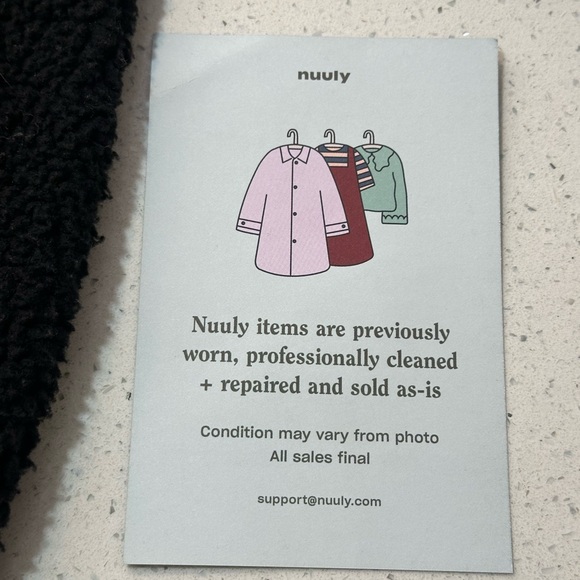 nuuly
Nuuly items are previously
worn, professionally cleaned
+ repaired and sold as-is
Condition may vary from photo
All sales final
support@nuuly.com